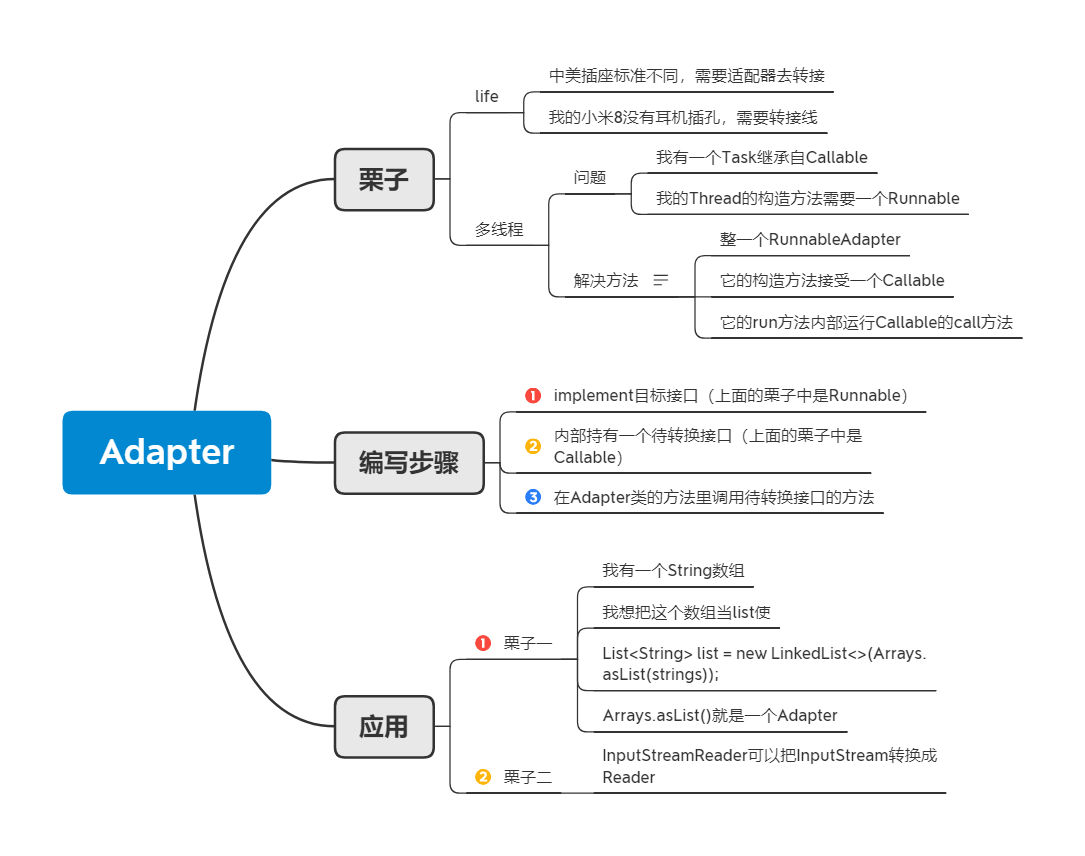 Adapter
栗子
life
中美插座标准不同，需要适配器去转接
我的小米8没有耳机插孔，需要转接线
多线程
问题
我有一个Task继承自Callable
我的Thread的构造方法需要一个Runnable
解决方法
整一个RunnableAdapter
它的构造方法接受一个Callable
它的run方法内部运行Callable的call方法
编写步骤
1 implement目标接口（上面的栗子中是Runnable）
2 内部持有一个待转换接口（上面的栗子中是
Callable）
3 在Adapter类的方法里调用待转换接口的方法
应用
1 栗子一
我有一个String数组
我想把这个数组当list使
List<String> list = new LinkedList<>(Arrays.
asList(strings));
Arrays.asList()就是一个Adapter
2 栗子二
InputStreamReader可以把InputStream转换成
Reader